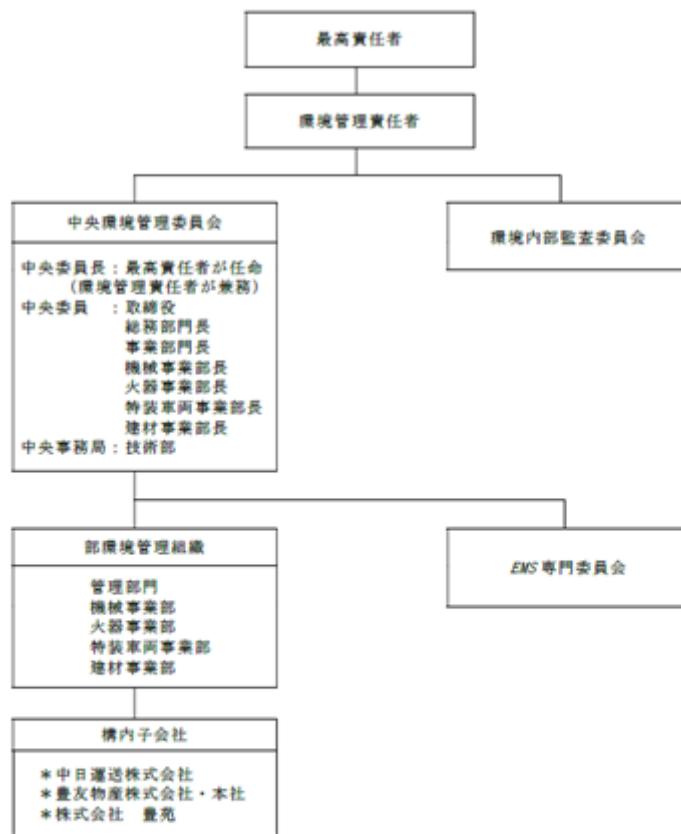 最高責任者
環境管理責任者
中央環境管理委員会
中央委員長：最高責任者が任命
(環境管理責任者が兼務)
中央委員　：取締役
総務部門長
事業部門長
機械事業部長
火器事業部長
特装車両事業部長
建材事業部長
中央事務局：技術部
環境内部監査委員会
部環境管理組織
管理部門
機械事業部
火器事業部
特装車両事業部
建材事業部
EMS専門委員会
構内子会社
＊中日運送株式会社
＊豊友物産株式会社・本社
＊株式会社　豊苑